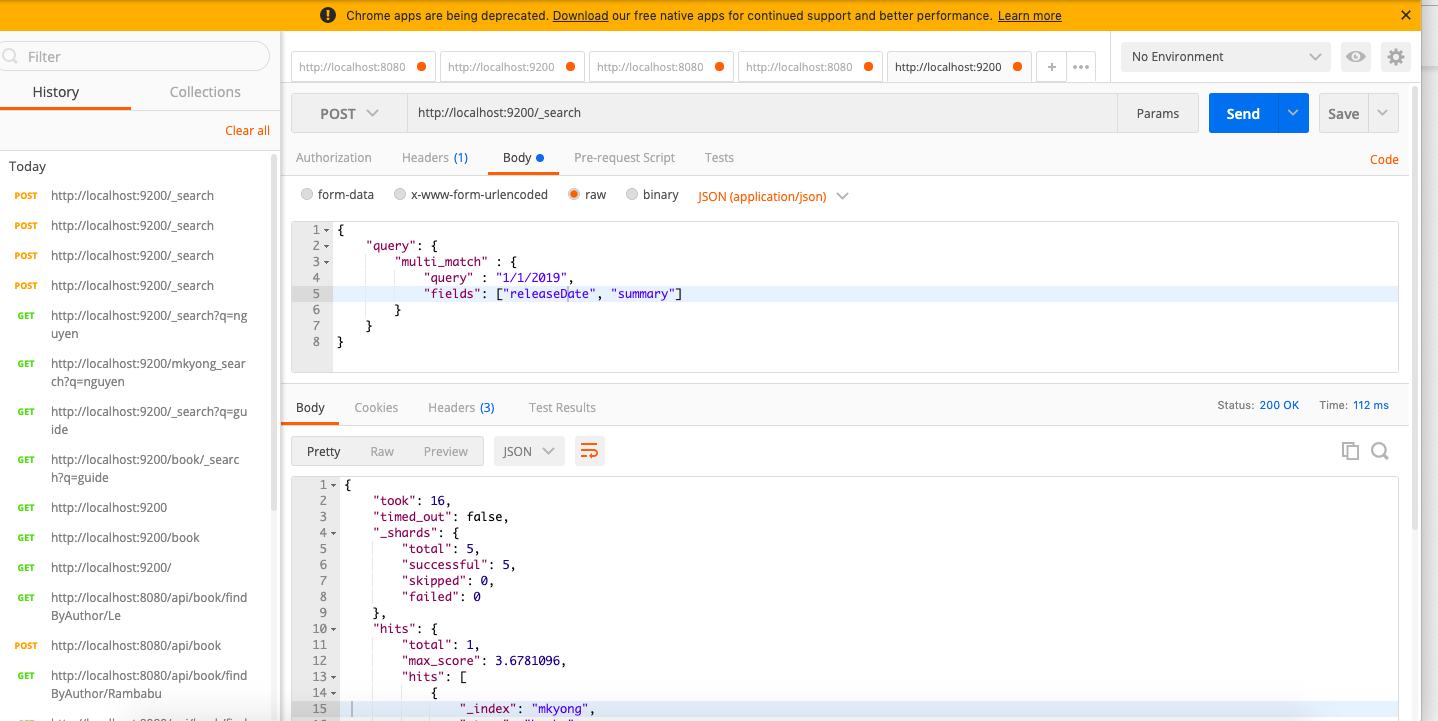 Chrome apps are being deprecated. Download our free native apps for continued support and better performance. Learn more
Filter
http://localhost:8080
http://localhost:9200
http://localhost:8080
http://localhost:8080
http://localhost:9200
No Environment
History Collections
Clear all
Today
POST http://localhost:9200/_search
POST http://localhost:9200/_search
POST http://localhost:9200/_search
POST http://localhost:9200/_search
GET http://localhost:9200/_search?q=ng
uyen
GET http://localhost:9200/mkyong_sear
ch?q=nguyen
GET http://localhost:9200/_search?q=gu
ide
GET http://localhost:9200/book/_searc
h?q=guide
GET http://localhost:9200
GET http://localhost:9200/book
GET http://localhost:9200/
GET http://localhost:8080/api/book/find
ByAuthor/Le
POST http://localhost:8080/api/book
GET http://localhost:8080/api/book/find
ByAuthor/Rambabu
POST http://localhost:9200/_search Params Send Save
Authorization Headers (1) Body Pre-request Script Tests Code
form-data x-www-form-urlencoded raw binary JSON (application/json)
1 {
2 "query": {
3 "multi_match" : {
4 "query" : "1/1/2019",
5 "fields": ["releaseDate", "summary"]
6 }
7 }
8 }
Body Cookies Headers (3) Test Results Status: 200 OK Time: 112 ms
Pretty Raw Preview JSON
1 {
2 "took": 16,
3 "timed_out": false,
4 "_shards": {
5 "total": 5,
6 "successful": 5,
7 "skipped": 0,
8 "failed": 0
9 },
10 "hits": {
11 "total": 1,
12 "max_score": 3.6781096,
13 "hits": [
14 {
15 "_index": "mkyong",